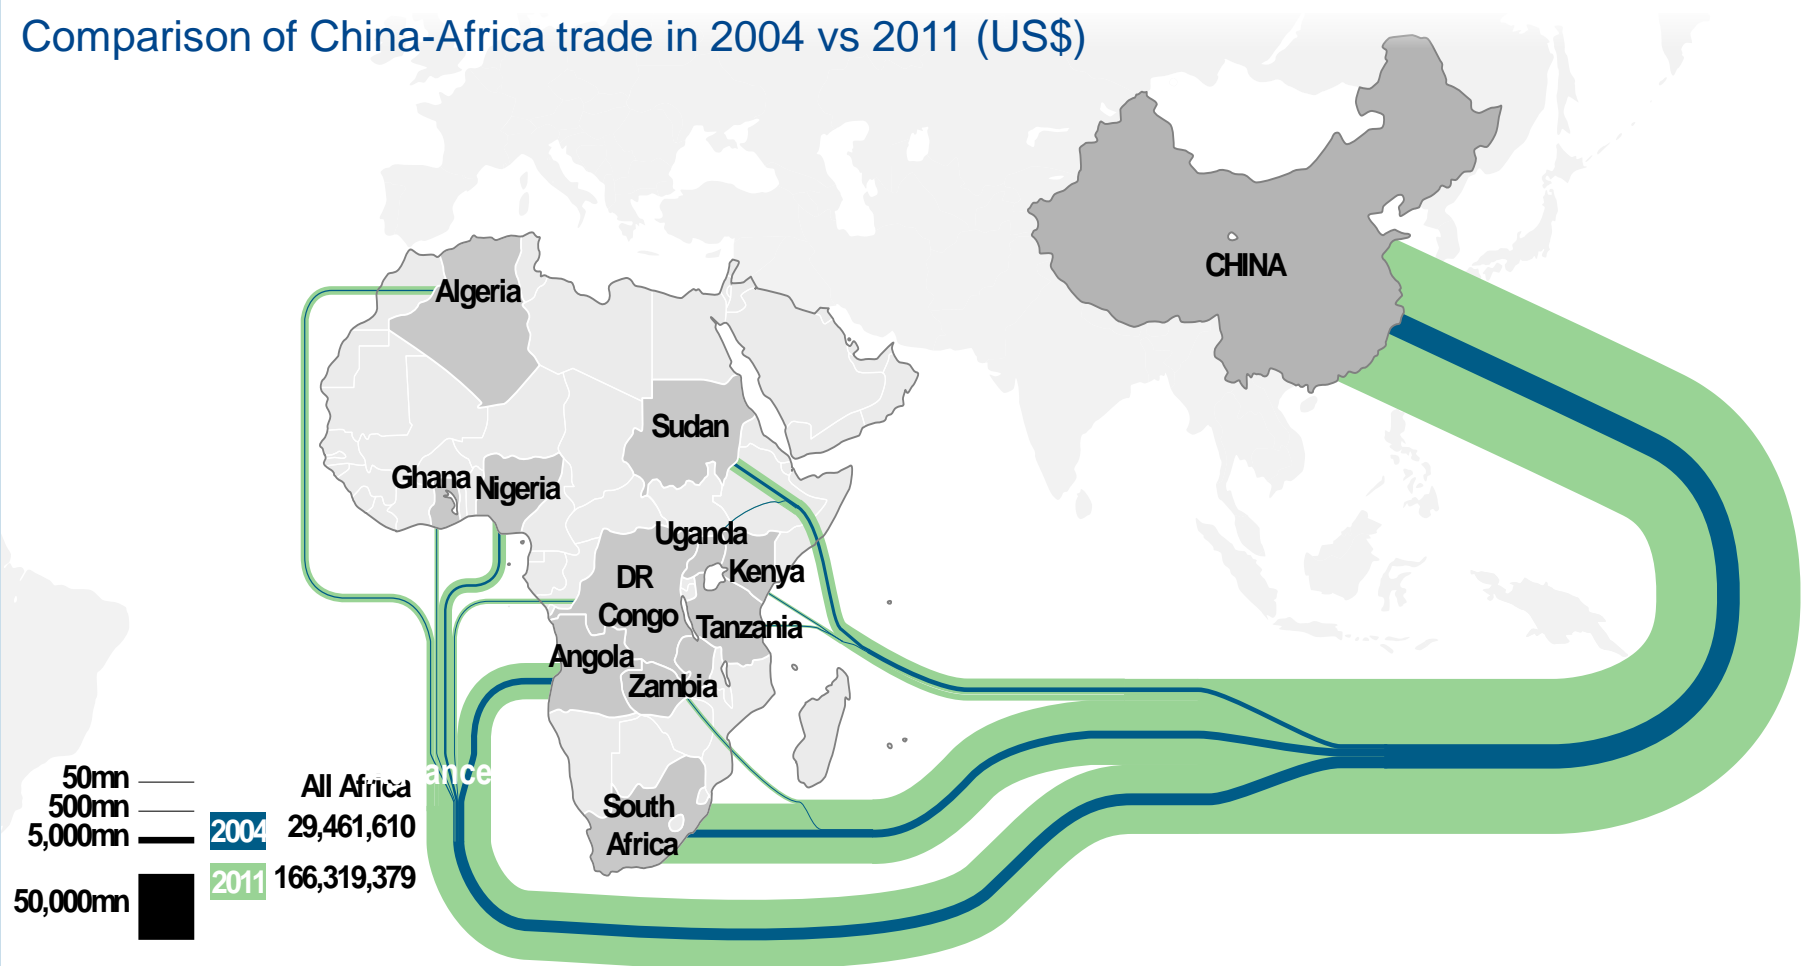 Comparison of China-Africa trade in 2004 vs 2011 (US$)
CHINA
Algeria
Sudan
Ghana
Nigeria
Uganda
DR
Congo
Kenya
Tanzania
Angola
Zambia
South
Africa
50mn
500mn
5,000mn
50,000mn
All Africa
2004 29,461,610
2011 166,319,379